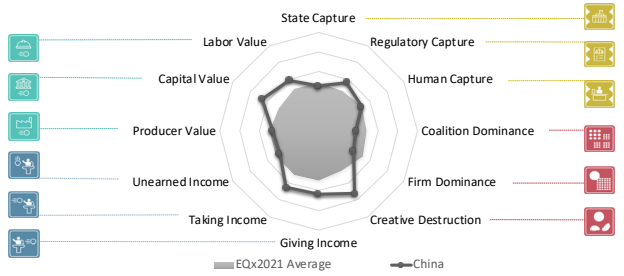 State Capture
Labor Value
Regulatory Capture
Capital Value
Human Capture
Producer Value
Coalition Dominance
Unearned Income
Firm Dominance
Taking Income
Creative Destruction
Giving Income
EQx2021 Average
China